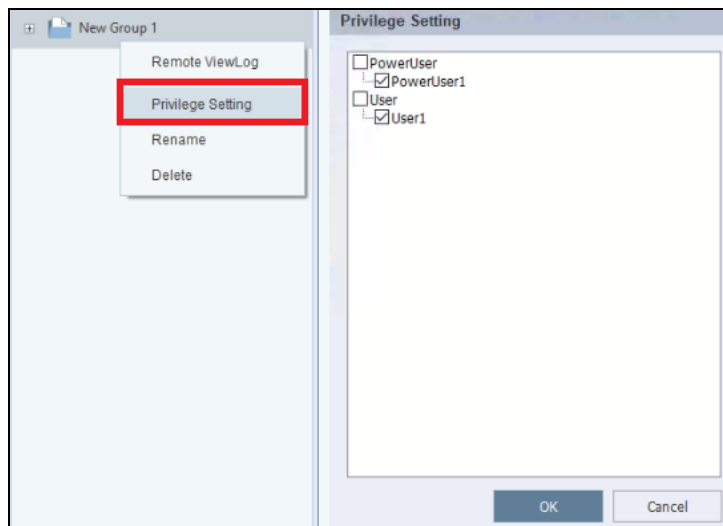 New Group 1
Remote ViewLog
Privilege Setting
Rename
Delete
Privilege Setting
PowerUser
PowerUser1
User
User1
OK
Cancel